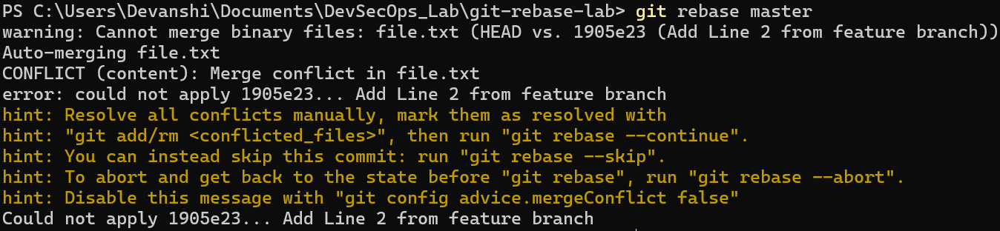 PS C:\Users\Devanshi\Documents\DevSecOps_Lab\git-rebase-lab> git rebase master
warning: Cannot merge binary files: file.txt (HEAD vs. 1905e23 (Add Line 2 from feature branch))
Auto-merging file.txt
CONFLICT (content): Merge conflict in file.txt
error: could not apply 1905e23... Add Line 2 from feature branch
hint: Resolve all conflicts manually, mark them as resolved with
hint: "git add/rm <conflicted_files>", then run "git rebase --continue".
hint: You can instead skip this commit: run "git rebase --skip".
hint: To abort and get back to the state before "git rebase", run "git rebase --abort".
hint: Disable this message with "git config advice.mergeConflict false"
Could not apply 1905e23... Add Line 2 from feature branch